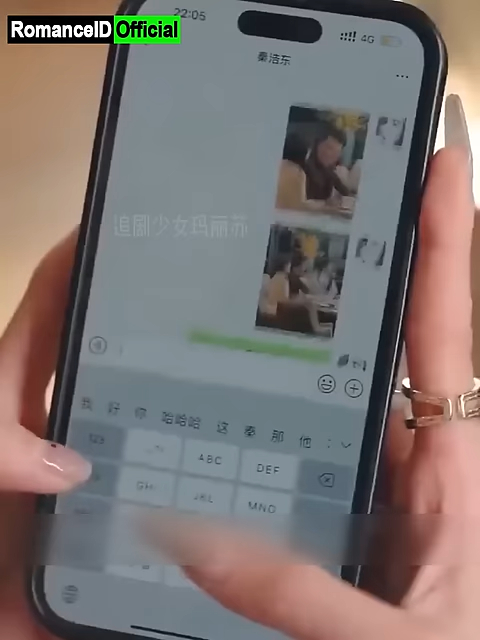 RomanceID Official
22:05
4G
秦浩东
追剧少女玛丽苏
我 好 你 哈哈哈 这 秦 那 他 :
123
ABC
DEF
GHI
JKL
MNO